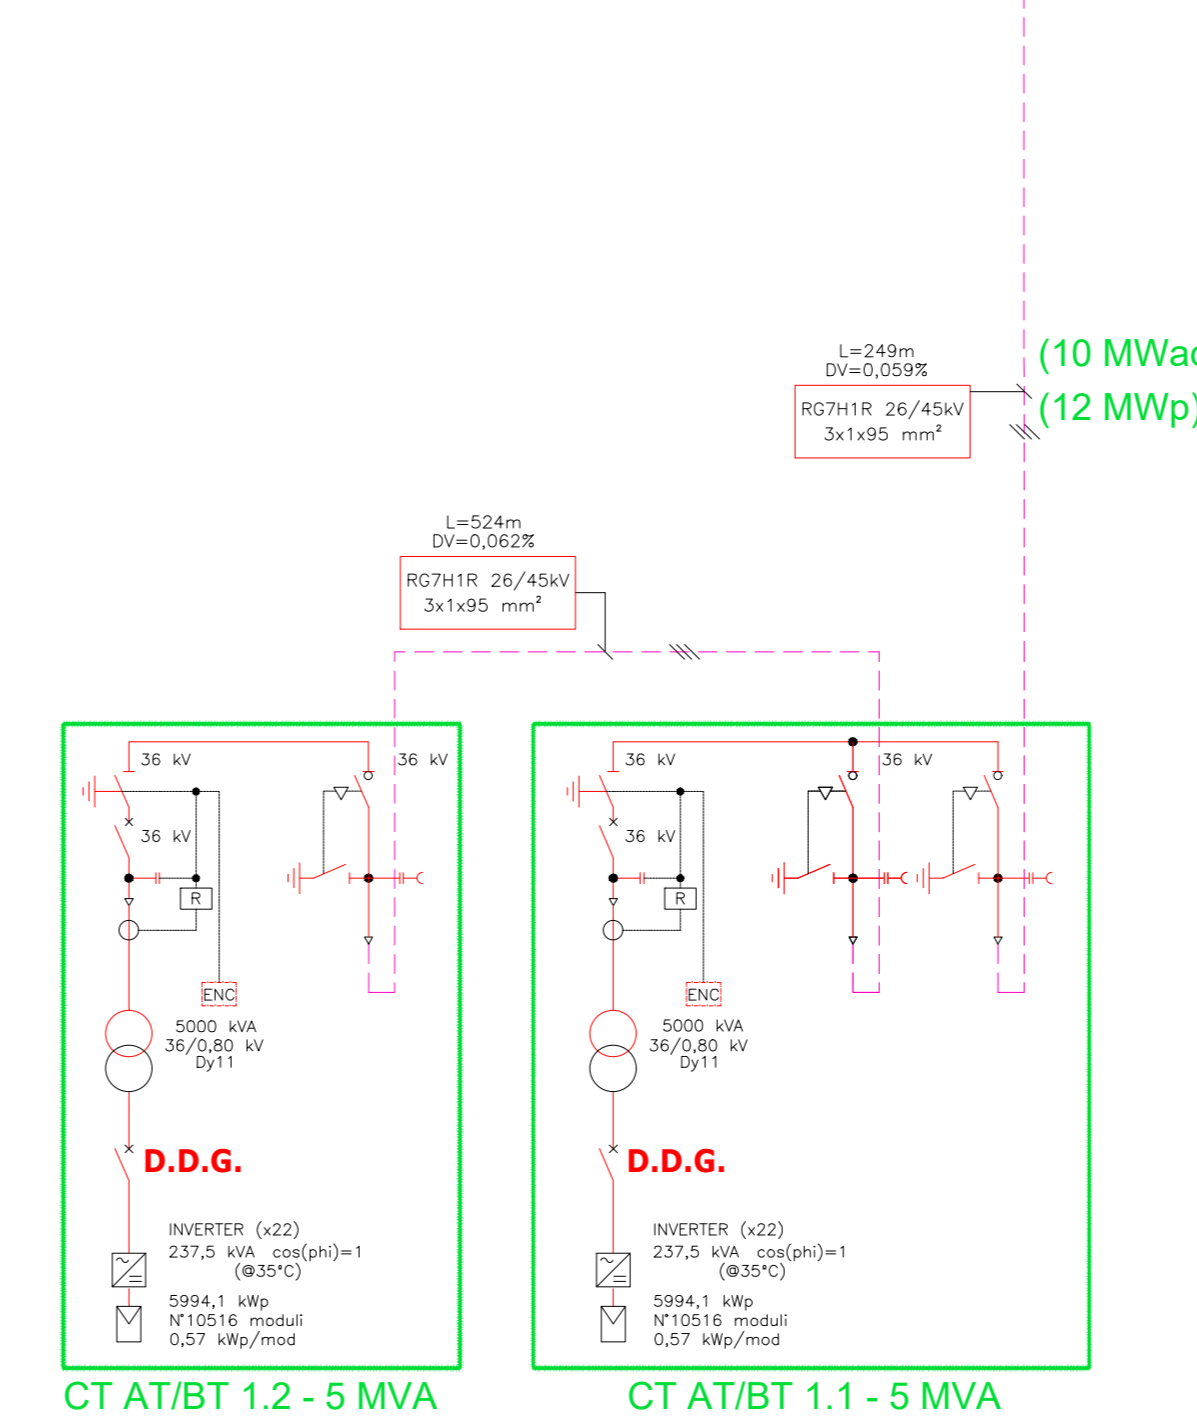 L=249m
DV=0,059%
(10 MWac
RG7H1R 26/45kV
3x1x95 mm²
(12 MWp)
L=524m
DV=0,062%
RG7H1R 26/45kV
3x1x95 mm²
36 kV
36 kV
36 kV
R
ENC
5000 kVA
36/0,80 kV
Dy11
D.D.G.
INVERTER (x22)
237,5 kVA cos(phi)=1
(@35°C)
5994,1 kWp
N°10516 moduli
0,57 kWp/mod
CT AT/BT 1.2 - 5 MVA
36 kV
36 kV
36 kV
R
ENC
5000 kVA
36/0,80 kV
Dy11
D.D.G.
INVERTER (x22)
237,5 kVA cos(phi)=1
(@35°C)
5994,1 kWp
N°10516 moduli
0,57 kWp/mod
CT AT/BT 1.1 - 5 MVA